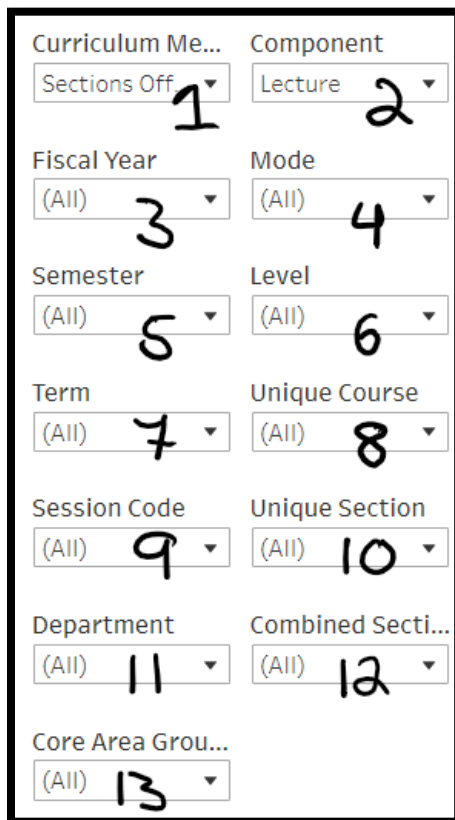 Curriculum Me... Component
Sections Off... 1 Lecture 2
Fiscal Year Mode
(All) 3 (All) 4
Semester Level
(All) 5 (All) 6
Term Unique Course
(All) 7 (All) 8
Session Code Unique Section
(All) 9 (All) 10
Department Combined Secti...
(All) 11 (All) 12
Core Area Grou...
(All) 13